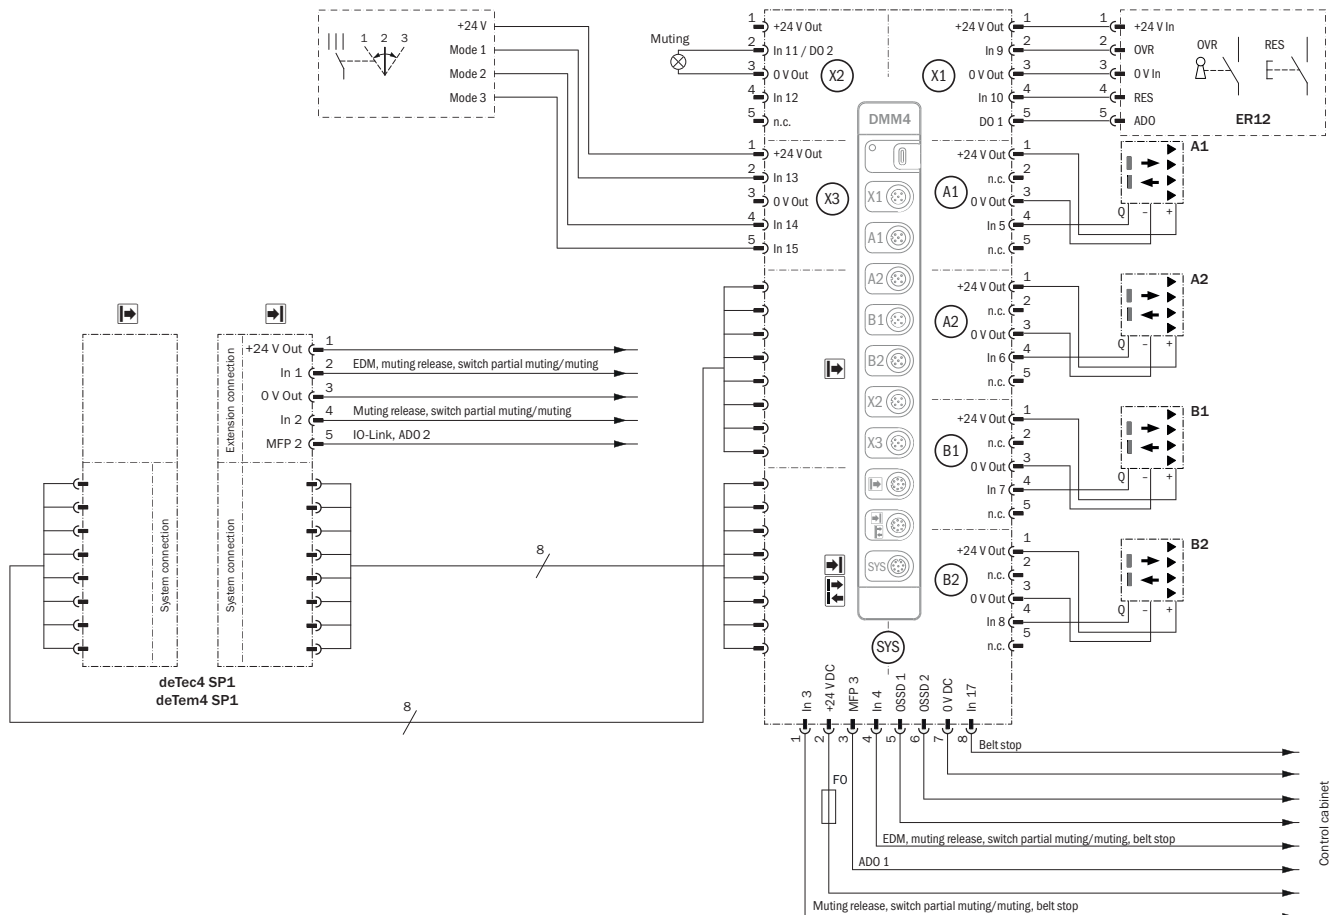 +24 V
Mode 1
Mode 2
Mode 3
1 2 3
Muting
1 +24 V Out
2 In 11 / DO 2
3 0 V Out
4 In 12
5 n.c.
X2
X1
+24 V Out 1
In 9 2
0 V Out 3
In 10 4
DO 1 5
1 +24 V In
2 OVR
3 0 V In
4 RES
5 ADO
OVR RES
ER12
1 +24 V Out
2 In 13
3 0 V Out
4 In 14
5 In 15
X3
DMM4
X1
A1
A2
B1
B2
X2
X3
SYS
A1
+24 V Out 1
n.c. 2
0 V Out 3
In 5 4
n.c. 5
A1
Q – +
A2
+24 V Out 1
n.c. 2
0 V Out 3
In 6 4
n.c. 5
A2
Q – +
B1
+24 V Out 1
n.c. 2
0 V Out 3
In 7 4
n.c. 5
B1
Q – +
B2
+24 V Out 1
n.c. 2
0 V Out 3
In 8 4
n.c. 5
B2
Q – +
Extension connection
+24 V Out 1
In 1 2 EDM, muting release, switch partial muting/muting
0 V Out 3
In 2 4 Muting release, switch partial muting/muting
MFP 2 5 IO-Link, ADO 2
System connection
System connection
8
deTec4 SP1
deTem4 SP1
8
SYS
In 3
+24 V DC
MFP 3
In 4
OSSD 1
OSSD 2
0 V DC
In 17
1 2 3 4 5 6 7 8
Belt stop
F0
EDM, muting release, switch partial muting/muting, belt stop
ADO 1
Muting release, switch partial muting/muting, belt stop
Control cabinet